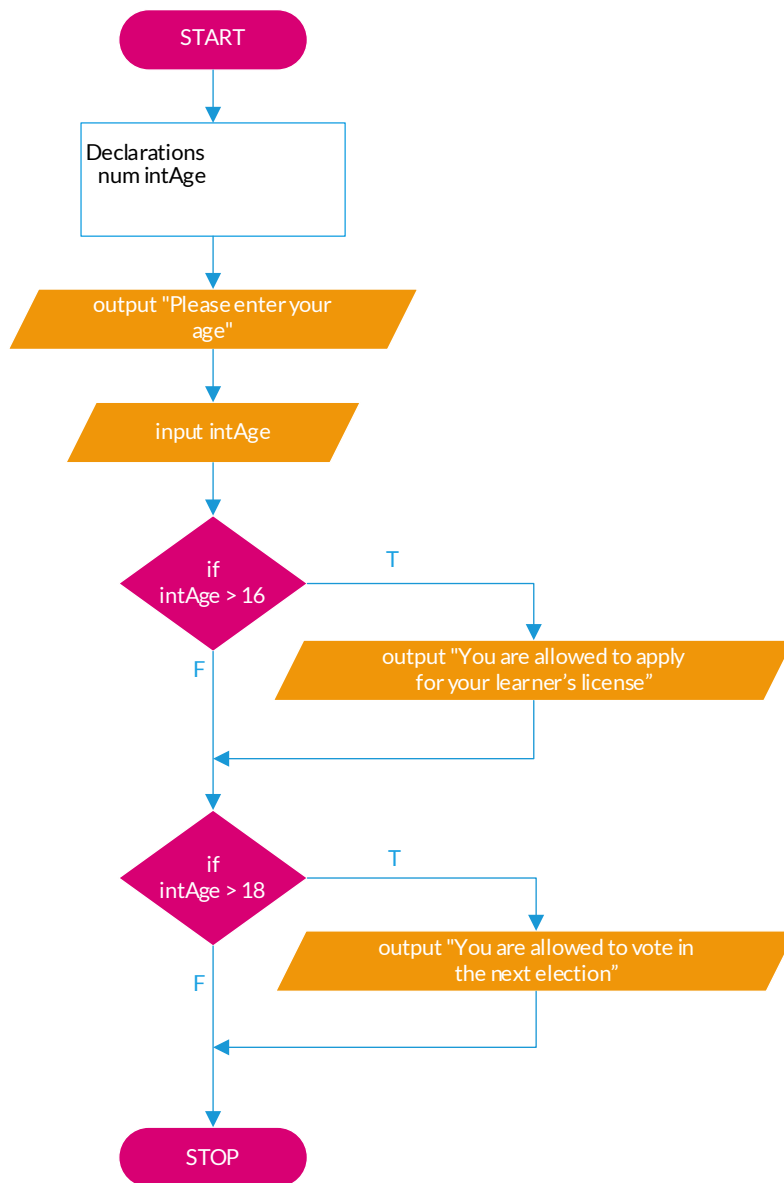 START
Declarations
num intAge
output "Please enter your
age"
input intAge
if
intAge > 16
T
output "You are allowed to apply
for your learner’s license”
F
if
intAge > 18
T
output "You are allowed to vote in
the next election”
F
STOP